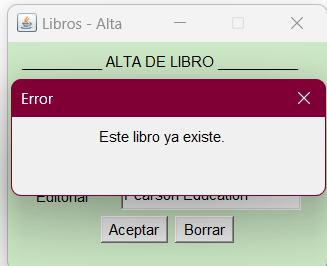 Libros - Alta
__________ ALTA DE LIBRO __________
Error
Este libro ya existe.
Editorial Pearson Education
Aceptar Borrar